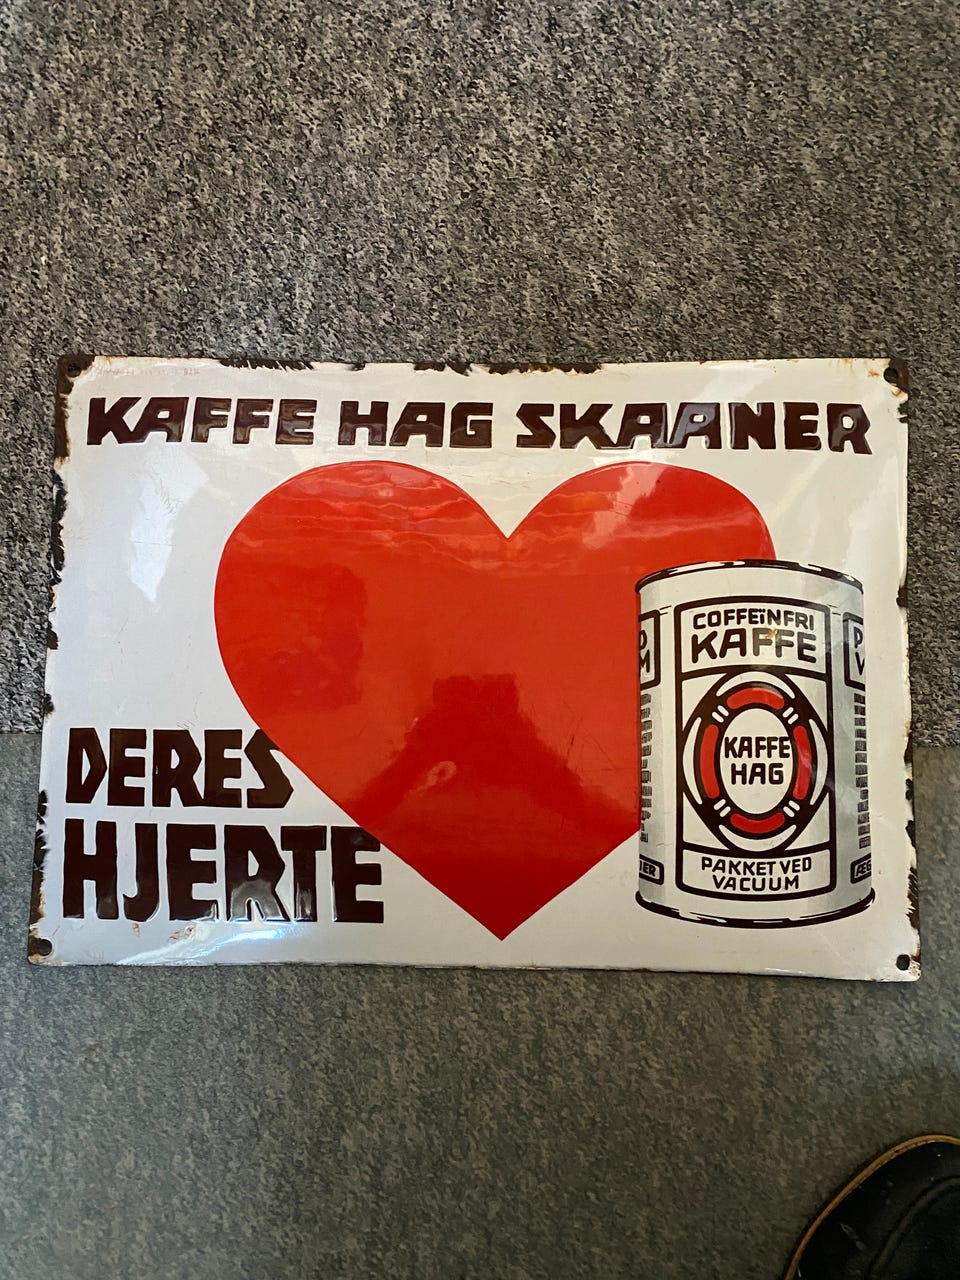 KAFFE HAG SKAANER
DERES
HJERTE
COFFEÏNFRI
KAFFE
KAFFE
HAG
PAKKET VED
VACUUM